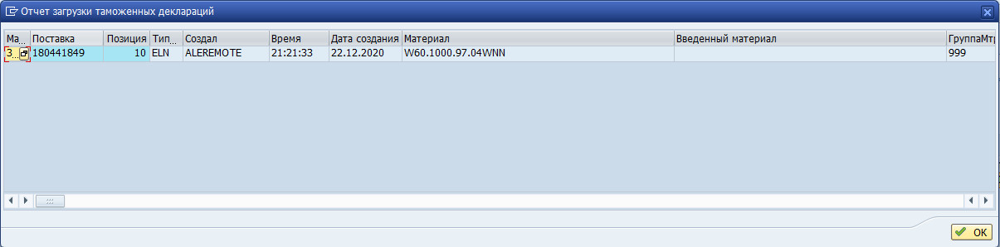 Отчет загрузки таможенных деклараций
Ма... Поставка Позиция Тип... Создал Время Дата создания Материал Введенный материал ГруппаМтр
3... 180441849 10 ELN ALEREMOTE 21:21:33 22.12.2020 W60.1000.97.04WNN 999
OK